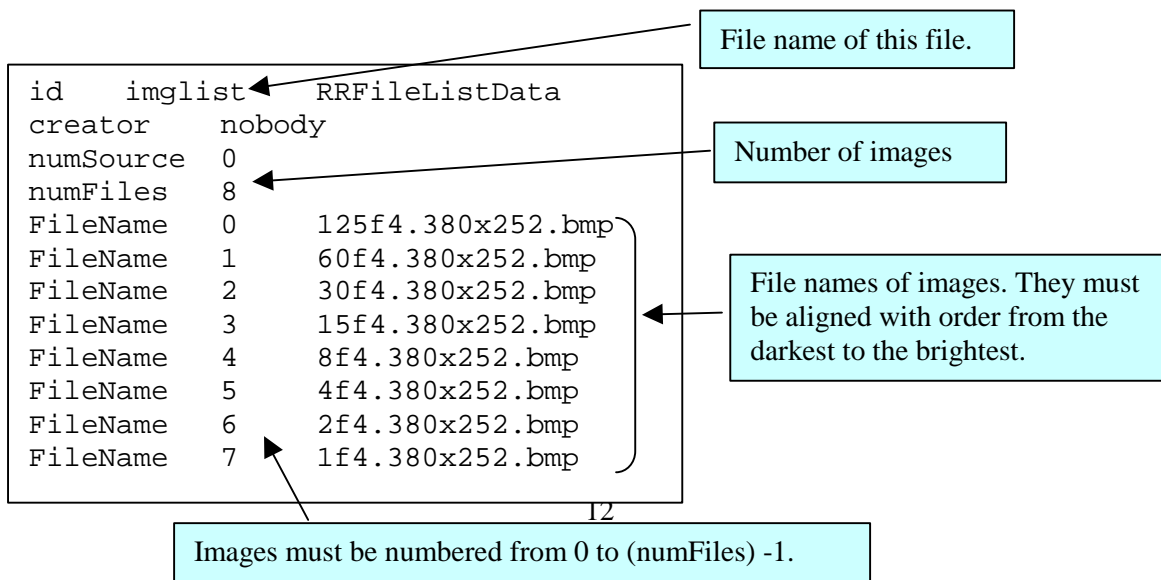 File name of this file.
id imglist RRFileListData
creator nobody
numSource 0
numFiles 8
Number of images
FileName 0 125f4.380x252.bmp
FileName 1 60f4.380x252.bmp
FileName 2 30f4.380x252.bmp
FileName 3 15f4.380x252.bmp
FileName 4 8f4.380x252.bmp
FileName 5 4f4.380x252.bmp
FileName 6 2f4.380x252.bmp
FileName 7 1f4.380x252.bmp
File names of images. They must
be aligned with order from the
darkest to the brightest.
12
Images must be numbered from 0 to (numFiles) -1.